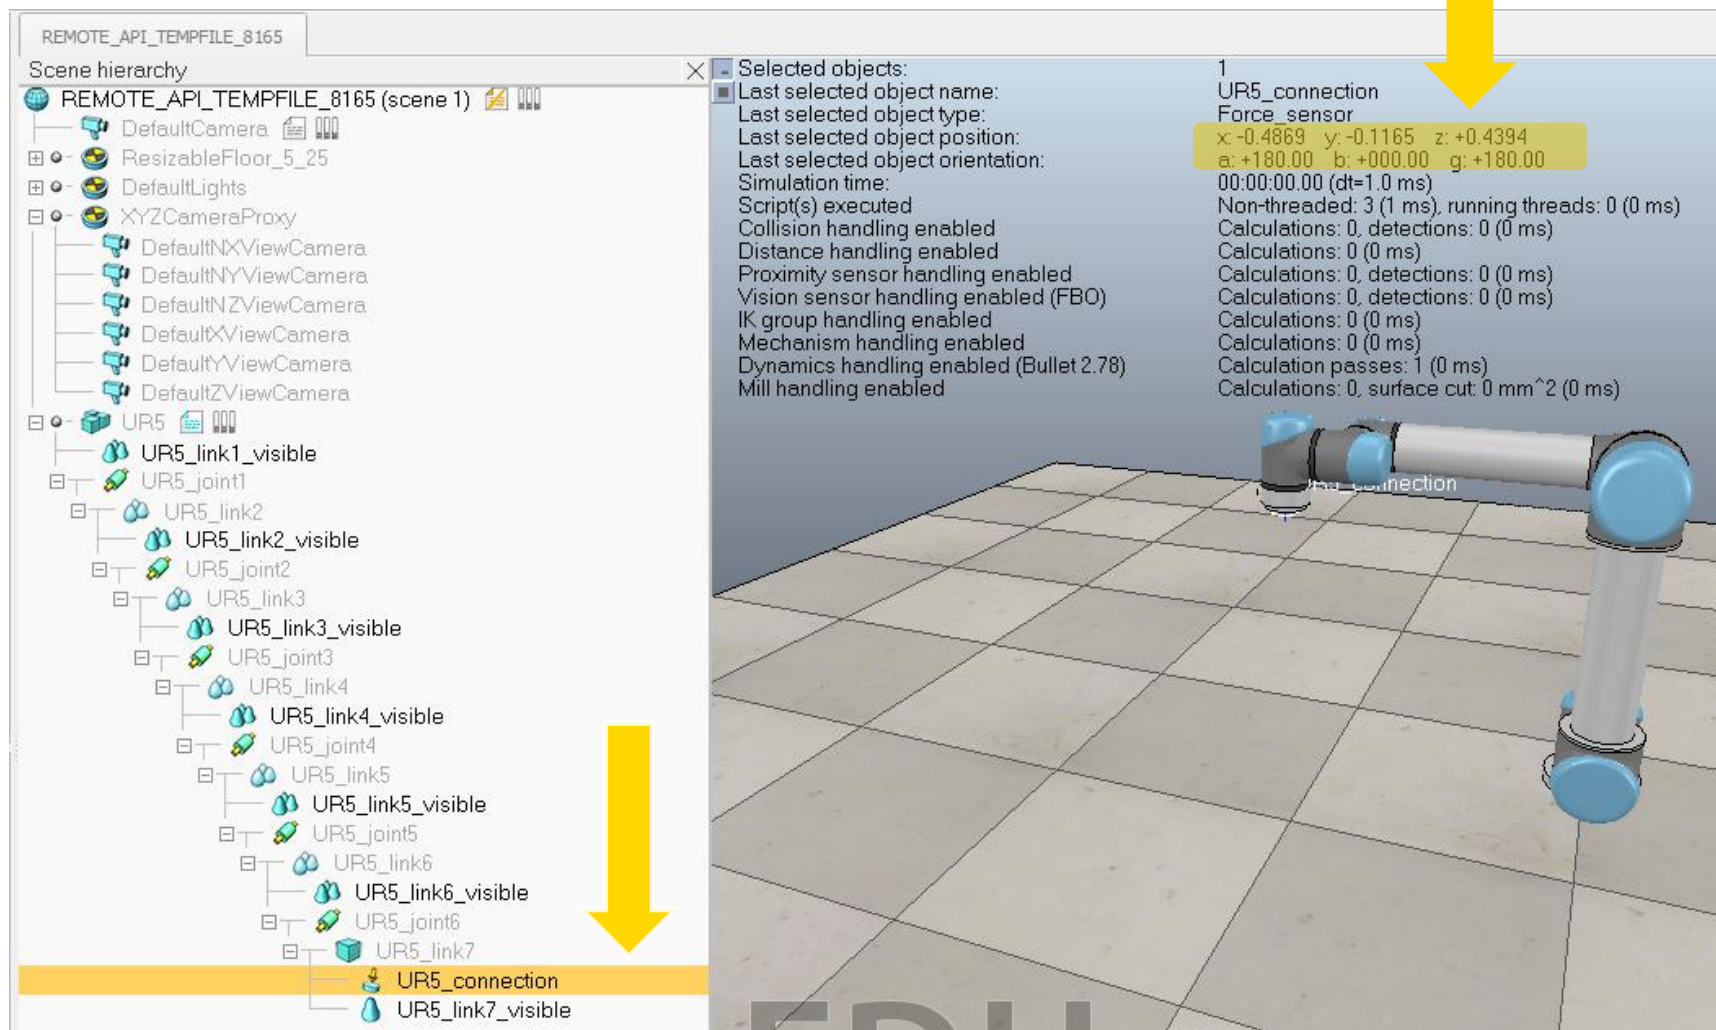 REMOTE_API_TEMPFILE_8165
Scene hierarchy
REMOTE_API_TEMPFILE_8165 (scene 1)
DefaultCamera
ResizableFloor_5_25
DefaultLights
XYZCameraProxy
DefaultNXViewCamera
DefaultNYViewCamera
DefaultNZViewCamera
DefaultXViewCamera
DefaultYViewCamera
DefaultZViewCamera
UR5
UR5_link1_visible
UR5_joint1
UR5_link2
UR5_link2_visible
UR5_joint2
UR5_link3
UR5_link3_visible
UR5_joint3
UR5_link4
UR5_link4_visible
UR5_joint4
UR5_link5
UR5_link5_visible
UR5_joint5
UR5_link6
UR5_link6_visible
UR5_joint6
UR5_link7
UR5_connection
UR5_link7_visible
Selected objects: 1
Last selected object name: UR5_connection
Last selected object type: Force_sensor
Last selected object position: x: -0.4869 y: -0.1165 z: +0.4394
Last selected object orientation: a: +180.00 b: +000.00 g: +180.00
Simulation time: 00:00:00.00 (dt=1.0 ms)
Script(s) executed Non-threaded: 3 (1 ms), running threads: 0 (0 ms)
Collision handling enabled Calculations: 0, detections: 0 (0 ms)
Distance handling enabled Calculations: 0 (0 ms)
Proximity sensor handling enabled Calculations: 0, detections: 0 (0 ms)
Vision sensor handling enabled (FBO) Calculations: 0, detections: 0 (0 ms)
IK group handling enabled Calculations: 0 (0 ms)
Mechanism handling enabled Calculations: 0 (0 ms)
Dynamics handling enabled (Bullet 2.78) Calculation passes: 1 (0 ms)
Mill handling enabled Calculations: 0, surface cut: 0 mm^2 (0 ms)
UR5_connection
EDU